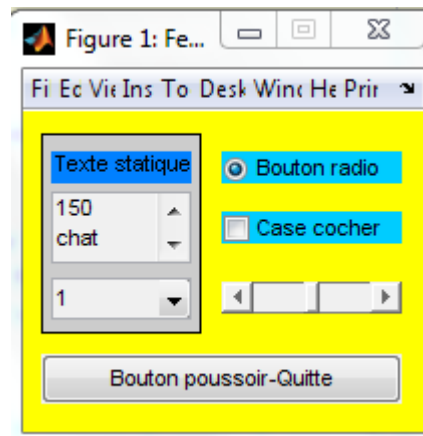 Figure 1: Fe...
Fi Ec Vie Ins To Desk Winc He Prir
Texte statique
Bouton radio
150
chat
Case cocher
1
Bouton poussoir-Quitte